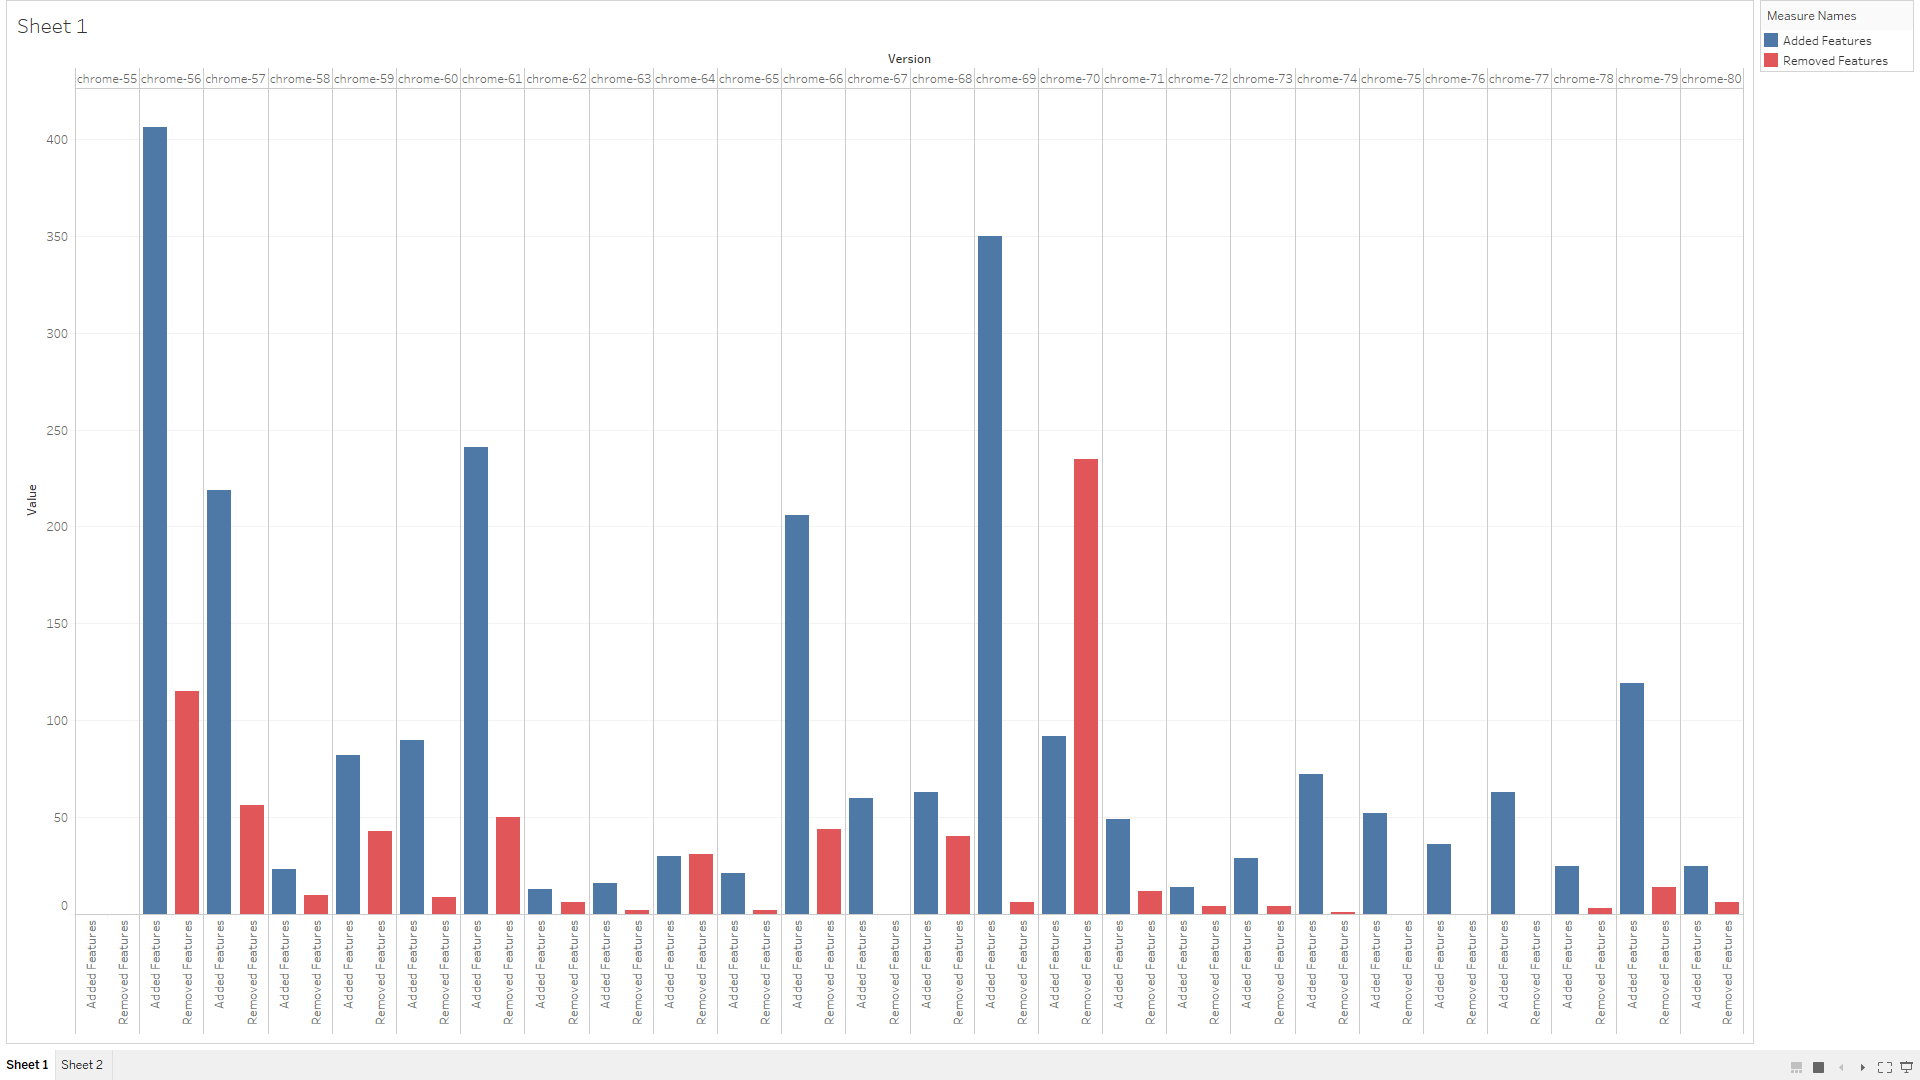 Sheet 1
Measure Names
Added Features
Removed Features
Version
chrome-55 chrome-56 chrome-57 chrome-58 chrome-59 chrome-60 chrome-61 chrome-62 chrome-63 chrome-64 chrome-65 chrome-66 chrome-67 chrome-68 chrome-69 chrome-70 chrome-71 chrome-72 chrome-73 chrome-74 chrome-75 chrome-76 chrome-77 chrome-78 chrome-79 chrome-80
400
350
300
250
Value
200
150
100
50
0
Added Features Removed Features Added Features Removed Features Added Features Removed Features Added Features Removed Features Added Features Removed Features Added Features Removed Features Added Features Removed Features Added Features Removed Features Added Features Removed Features Added Features Removed Features Added Features Removed Features Added Features Removed Features Added Features Removed Features Added Features Removed Features Added Features Removed Features Added Features Removed Features Added Features Removed Features Added Features Removed Features Added Features Removed Features Added Features Removed Features Added Features Removed Features Added Features Removed Features Added Features Removed Features Added Features Removed Features Added Features Removed Features Added Features Removed Features
Sheet 1 Sheet 2